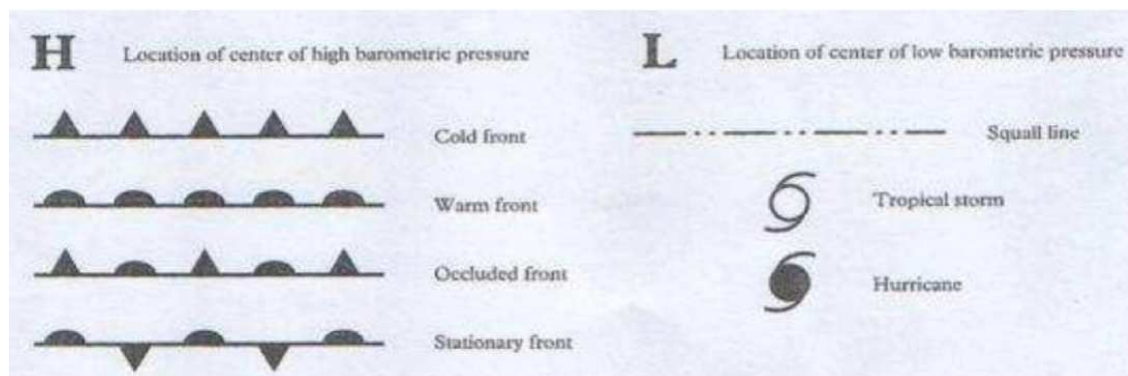 H Location of center of high barometric pressure
Cold front
Warm front
Occluded front
Stationary front
L Location of center of low barometric pressure
Squall line
Tropical storm
Hurricane